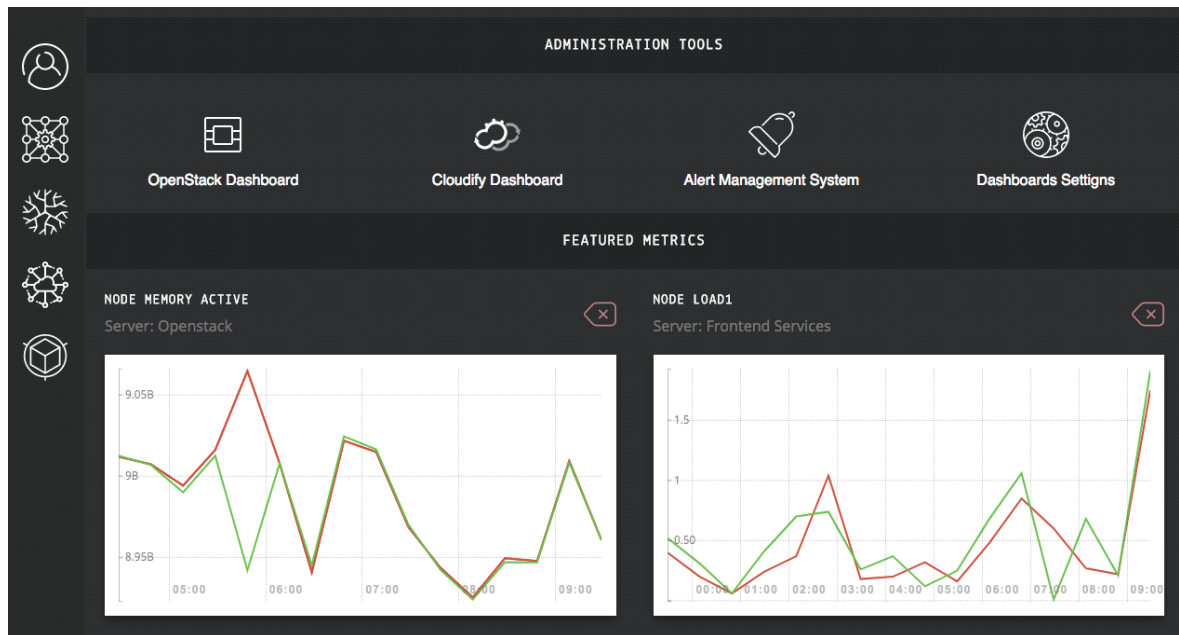 ADMINISTRATION TOOLS
OpenStack Dashboard Cloudify Dashboard Alert Management System Dashboards Settigns
FEATURED METRICS
NODE MEMORY ACTIVE
Server: Openstack
9.05B
9B
8.95B
05:00 06:00 07:00 08:00 09:00
NODE LOAD1
Server: Frontend Services
1.5
1
0.50
00:00 01:00 02:00 03:00 04:00 05:00 06:00 07:00 08:00 09:00